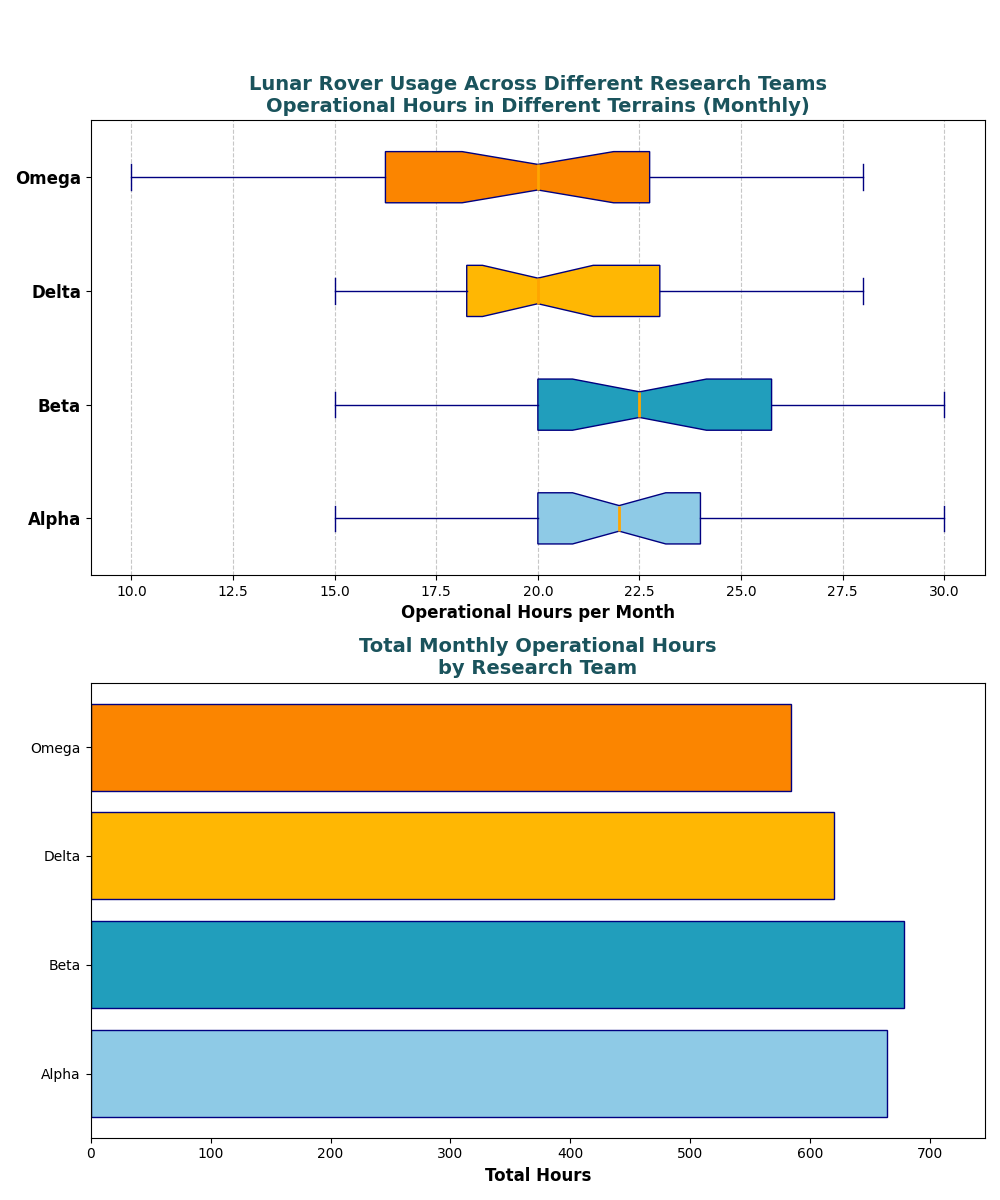 Lunar Rover Usage Across Different Research Teams
Operational Hours in Different Terrains (Monthly)
Omega
Delta
Beta
Alpha
10.0 12.5 15.0 17.5 20.0 22.5 25.0 27.5 30.0
Operational Hours per Month
Total Monthly Operational Hours
by Research Team
Omega
Delta
Beta
Alpha
0 100 200 300 400 500 600 700
Total Hours